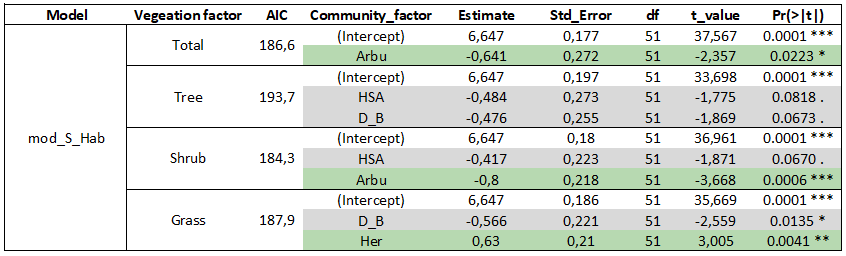 Model Vegeation factor AIC Community_factor Estimate Std_Error df t_value Pr(>|t|)
mod_S_Hab
Total 186,6
(Intercept) 6,647 0,177 51 37,567 0.0001 ***
Arbu -0,641 0,272 51 -2,357 0.0223 *
Tree 193,7
(Intercept) 6,647 0,197 51 33,698 0.0001 ***
HSA -0,484 0,273 51 -1,775 0.0818 .
D_B -0,476 0,255 51 -1,869 0.0673 .
Shrub 184,3
(Intercept) 6,647 0,18 51 36,961 0.0001 ***
HSA -0,417 0,223 51 -1,871 0.0670 .
Arbu -0,8 0,218 51 -3,668 0.0006 ***
Grass 187,9
(Intercept) 6,647 0,186 51 35,669 0.0001 ***
D_B -0,566 0,221 51 -2,559 0.0135 *
Her 0,63 0,21 51 3,005 0.0041 **